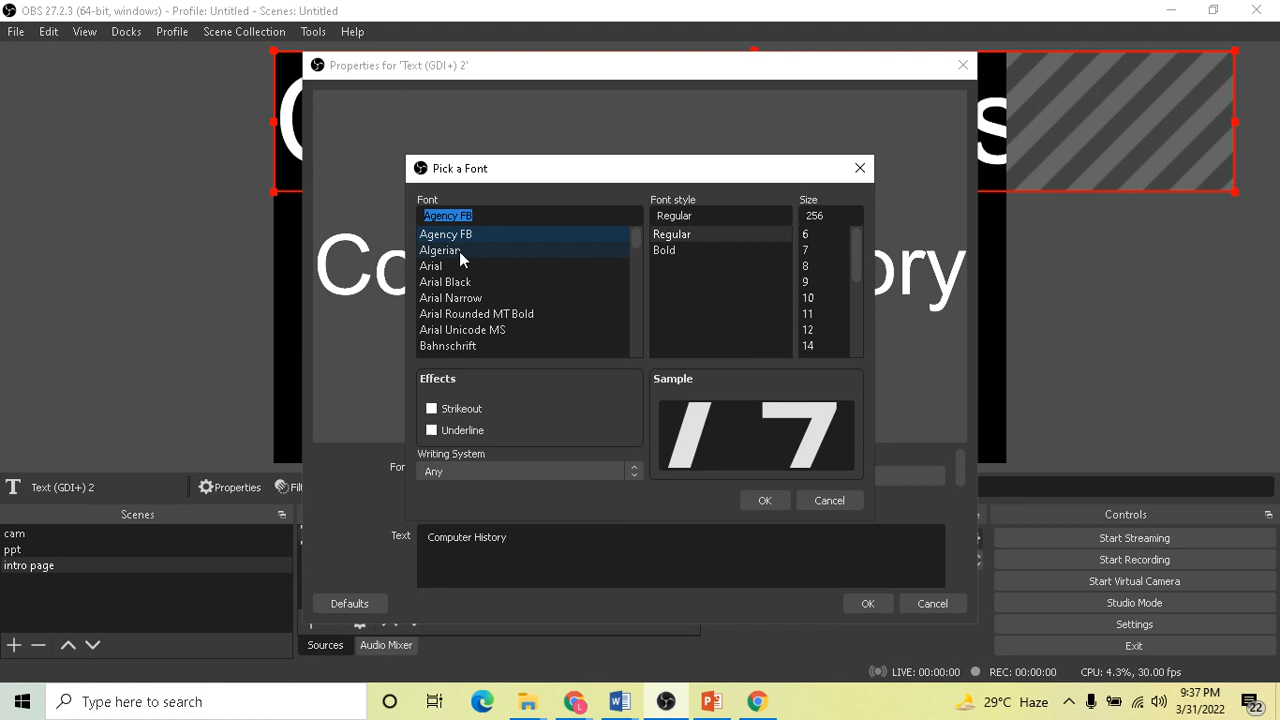 OBS 27.2.3 (64-bit, windows) - Profile: Untitled - Scenes: Untitled
File Edit View Docks Profile Scene Collection Tools Help
Properties for 'Text (GDI+) 2'
s
Co
ory
Pick a Font
Font Font style Size
Agency FB Regular 256
Agency FB Regular 6
Algerian Bold 7
Arial 8
Arial Black 9
Arial Narrow 10
Arial Rounded MT Bold 11
Arial Unicode MS 12
Bahnschrift 14
Effects Sample
Strikeout
Underline
Writing System
Any
OK Cancel
For
Text (GDI+) 2 Properties Filt
Text Computer History
Defaults OK Cancel
Scenes
cam
ppt
intro page
Sources Audio Mixer
Controls
Start Streaming
Start Recording
Start Virtual Camera
Studio Mode
Settings
Exit
LIVE: 00:00:00 REC: 00:00:00 CPU: 4.3%, 30.00 fps
Type here to search
29°C Haze
9:37 PM
3/31/2022
22